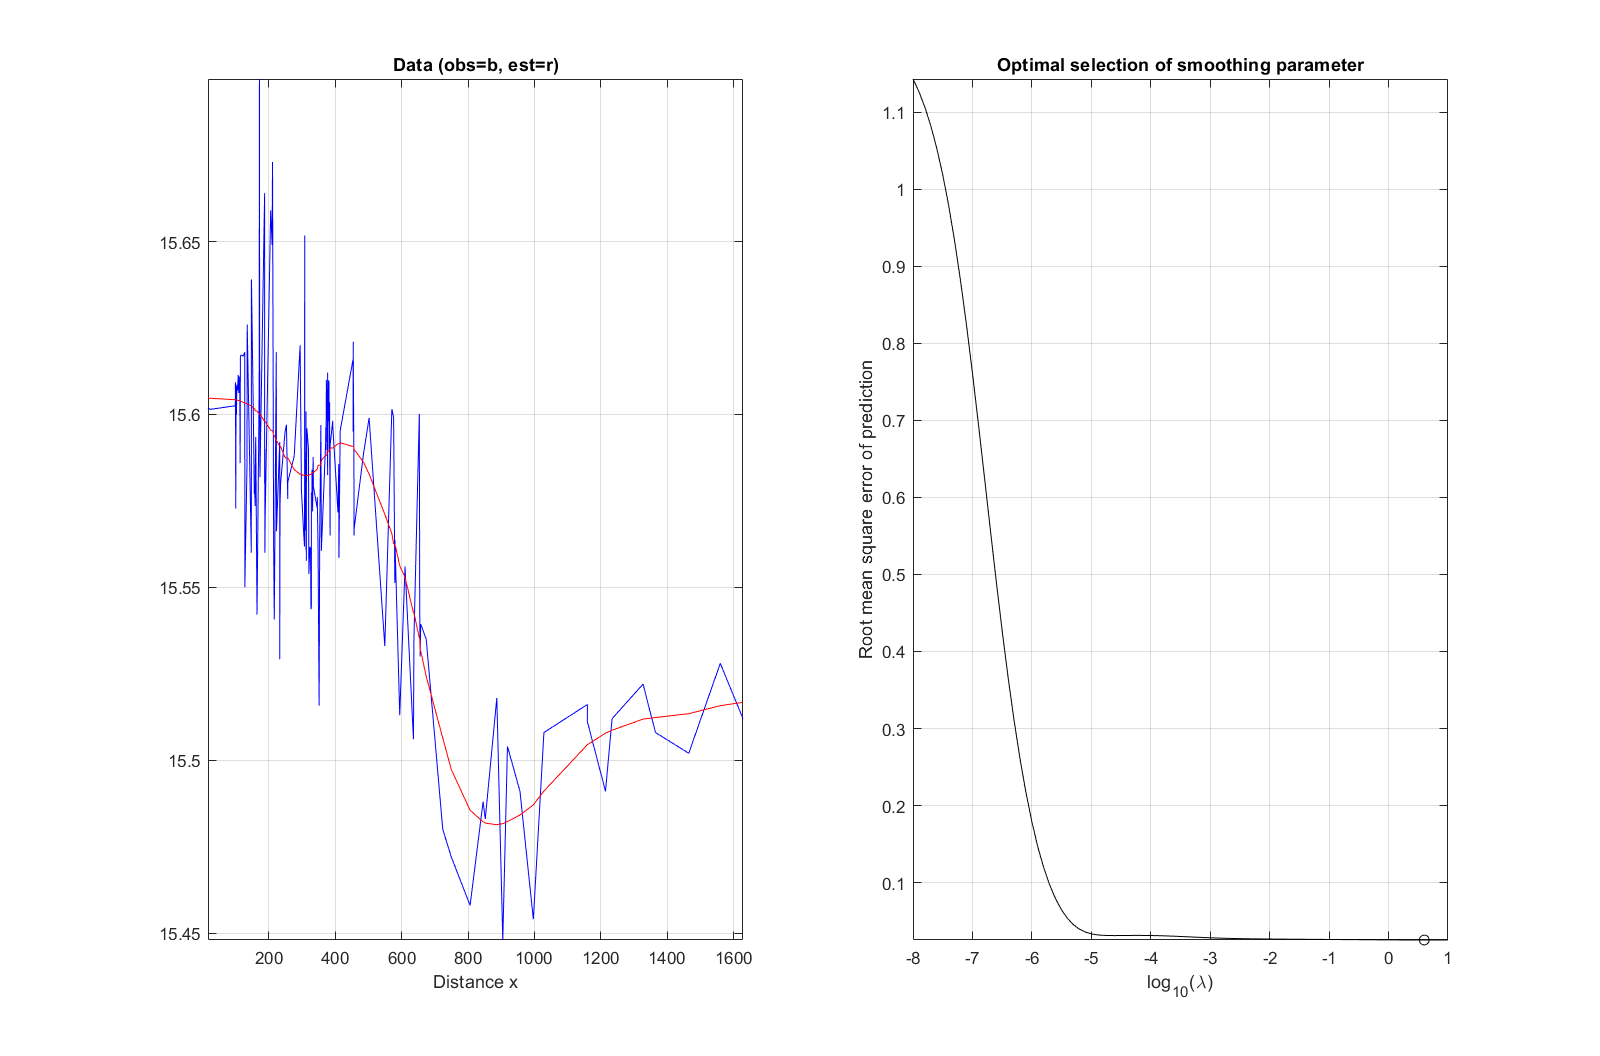 Data (obs=b, est=r)
15.65
15.6
15.55
15.5
15.45
200 400 600 800 1000 1200 1400 1600
Distance x
Optimal selection of smoothing parameter
Root mean square error of prediction
1.1
1
0.9
0.8
0.7
0.6
0.5
0.4
0.3
0.2
0.1
-8 -7 -6 -5 -4 -3 -2 -1 0 1
log10(λ)